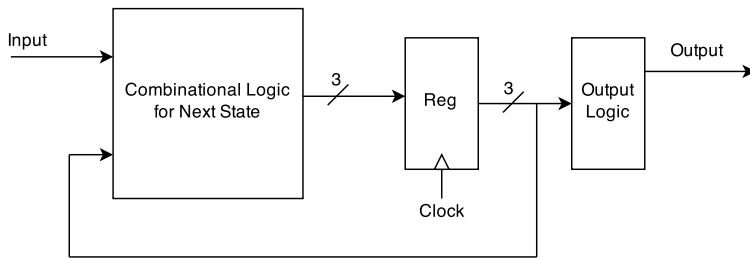 Input
Combinational Logic
for Next State
3
Reg
3
Output
Logic
Output
Clock